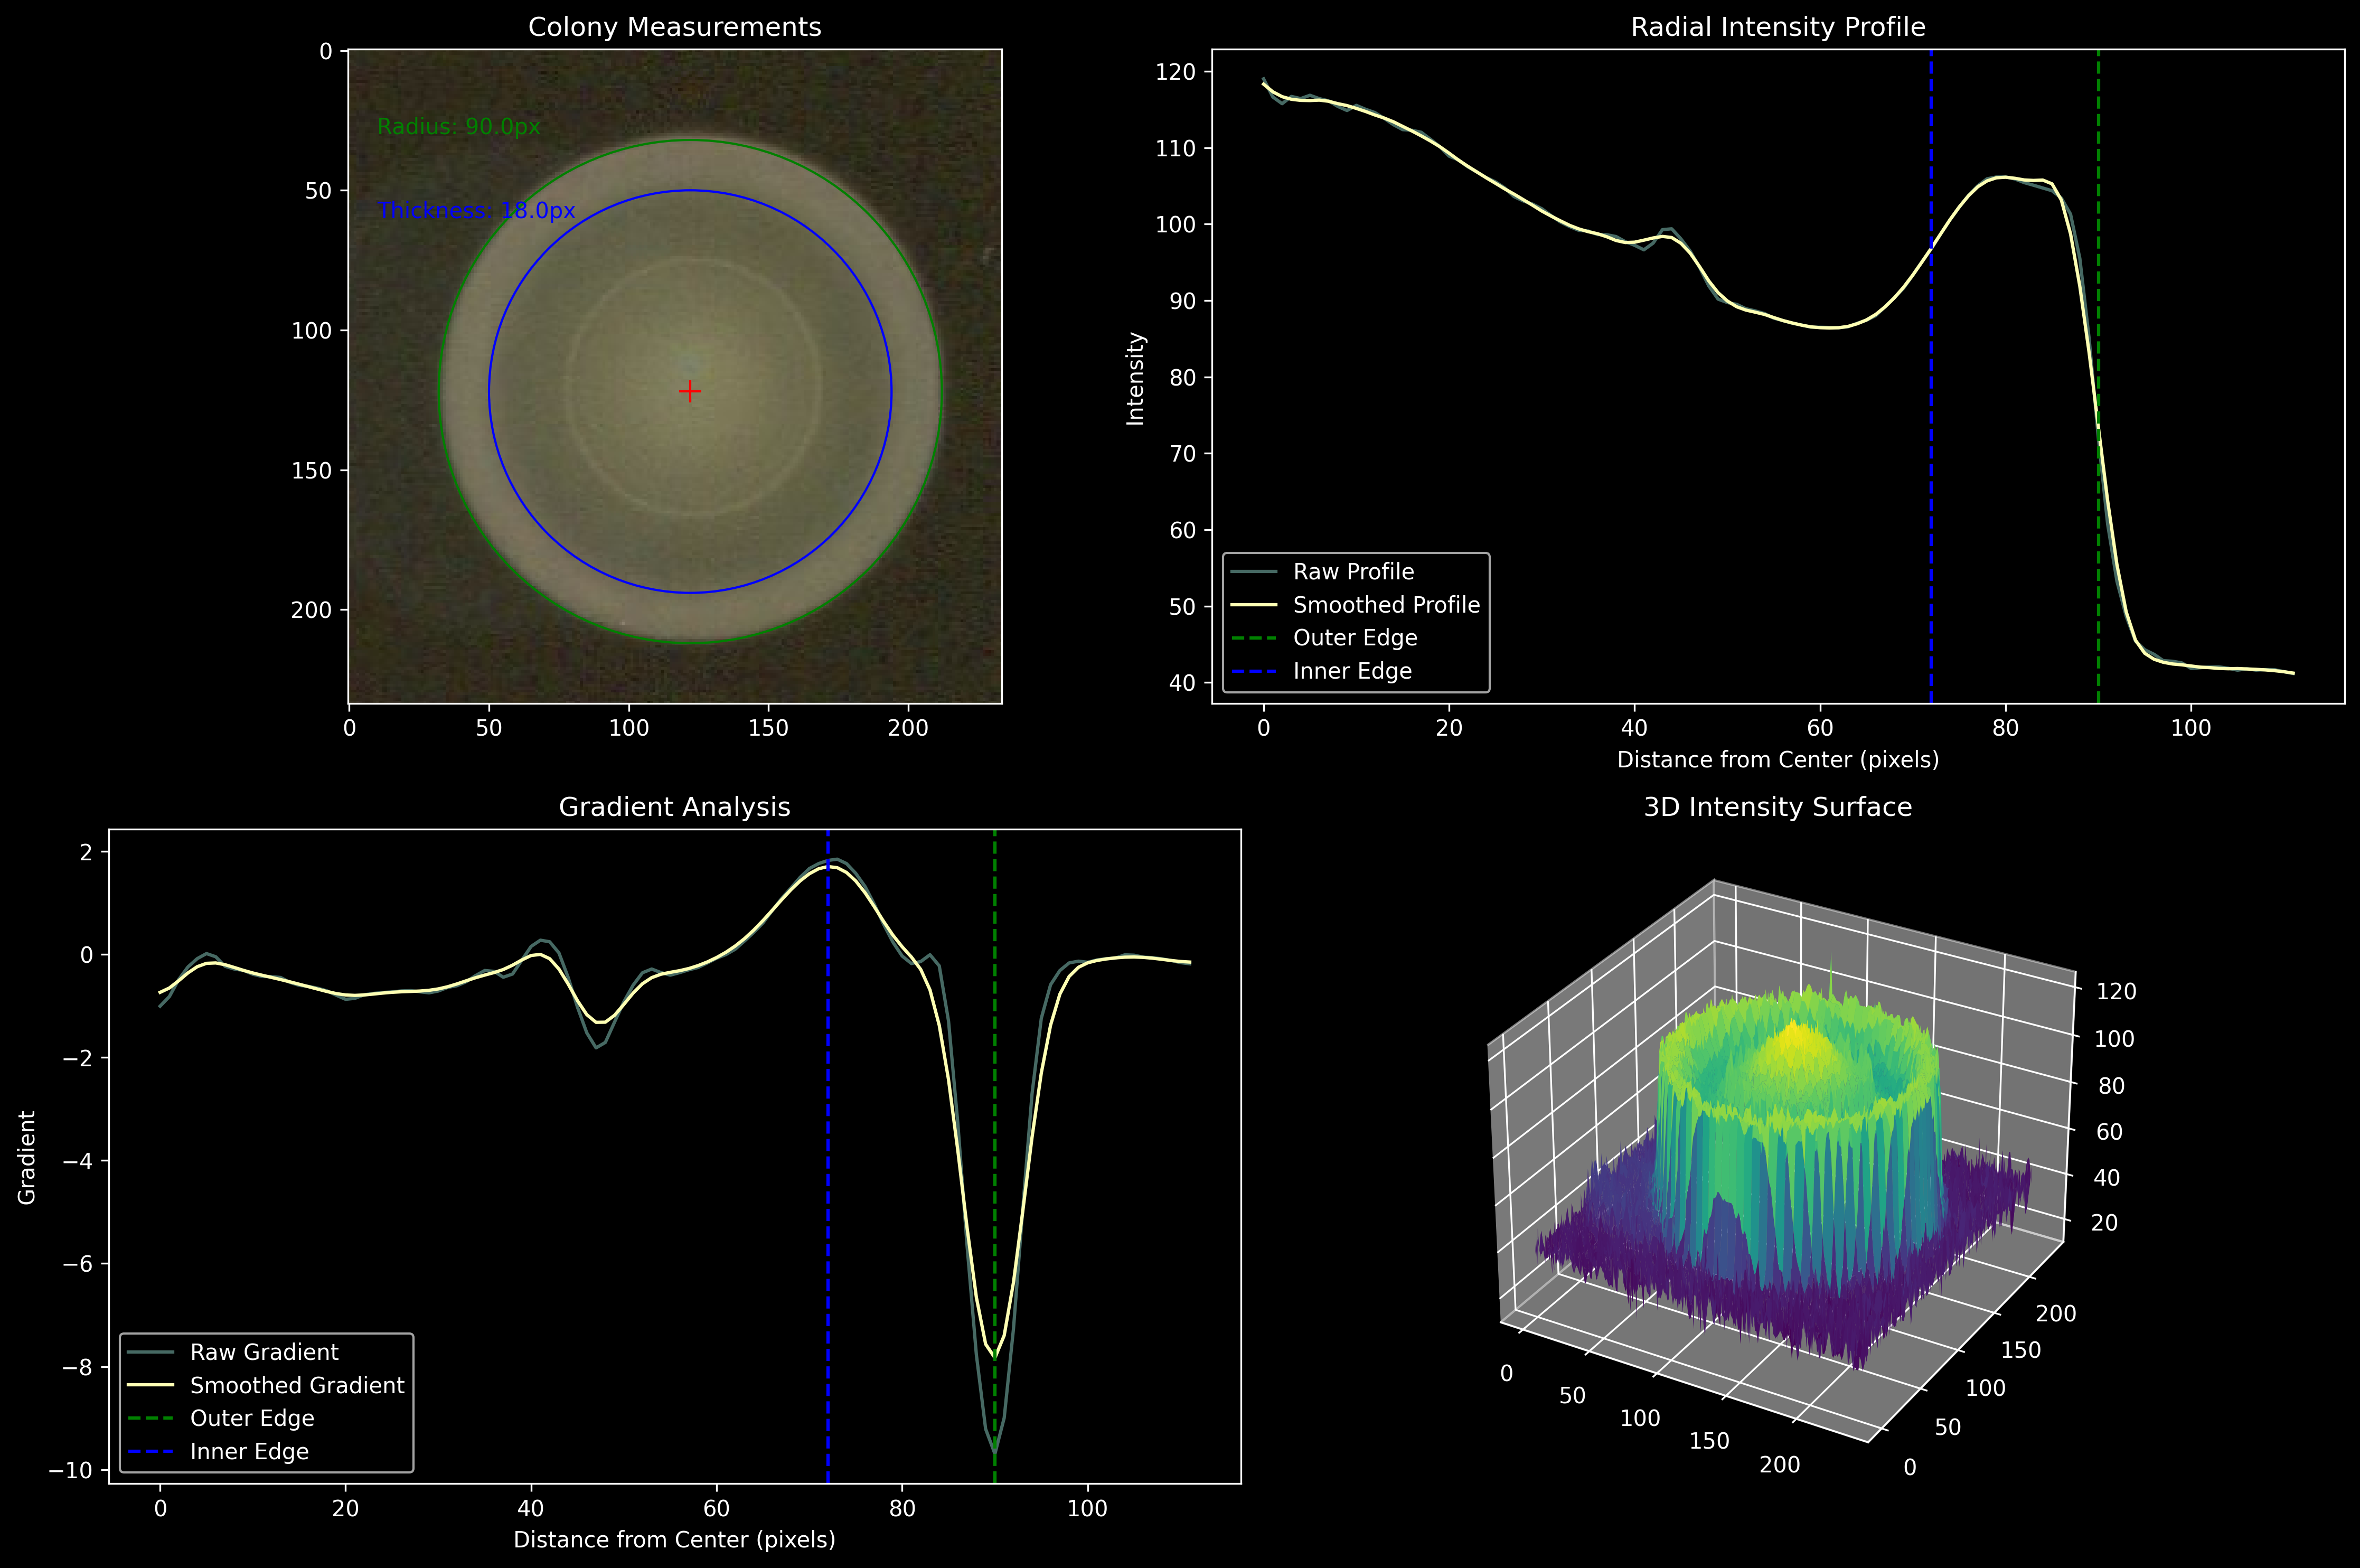 Colony Measurements
0
50
100
150
200
Radius: 90.0px
Thickness: 18.0px
0 50 100 150 200
Radial Intensity Profile
120
110
100
90
80
70
60
50
40
Intensity
Raw Profile
Smoothed Profile
Outer Edge
Inner Edge
0 20 40 60 80 100
Distance from Center (pixels)
Gradient Analysis
2
0
−2
−4
−6
−8
−10
Gradient
Raw Gradient
Smoothed Gradient
Outer Edge
Inner Edge
0 20 40 60 80 100
Distance from Center (pixels)
3D Intensity Surface
120
100
80
60
40
20
0 50 100 150 200
0 50 100 150 200